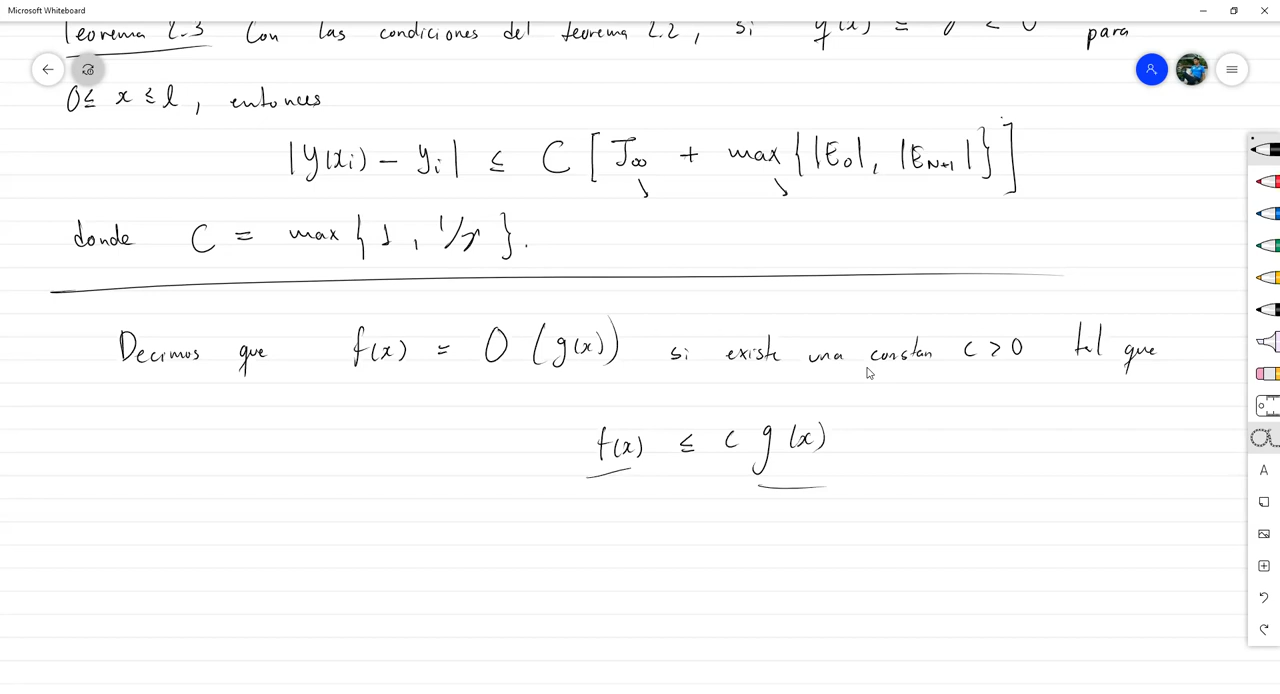 Microsoft Whiteboard
Teorema 2.3 Con las condiciones del teorema 2.2, si para
0 ≤ x ≤ l, entonces
|y(xi) - yi| ≤ C [ J∞ + max { |E0|, |EN+1| } ]
donde C = max { 1, 1/γ }.
Decimos que f(x) = O (g(x)) si existe una constan c > 0 tal que
f(x) ≤ c g(x)
A